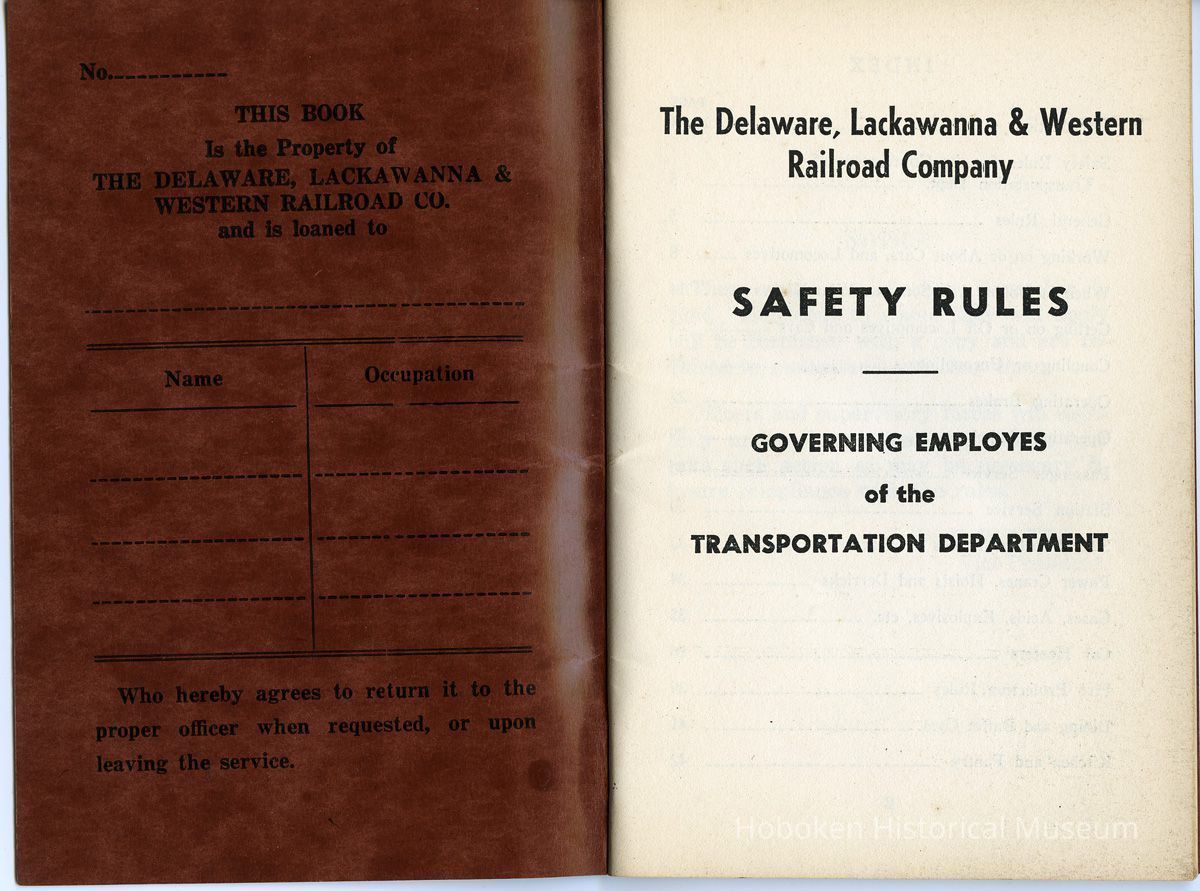 No.
THIS BOOK
Is the Property of
THE DELAWARE, LACKAWANNA &
WESTERN RAILROAD CO.
and is loaned to
Name Occupation
Who hereby agrees to return it to the
proper officer when requested, or upon
leaving the service.
The Delaware, Lackawanna & Western
Railroad Company
SAFETY RULES
GOVERNING EMPLOYES
of the
TRANSPORTATION DEPARTMENT
Hoboken Historical Museum